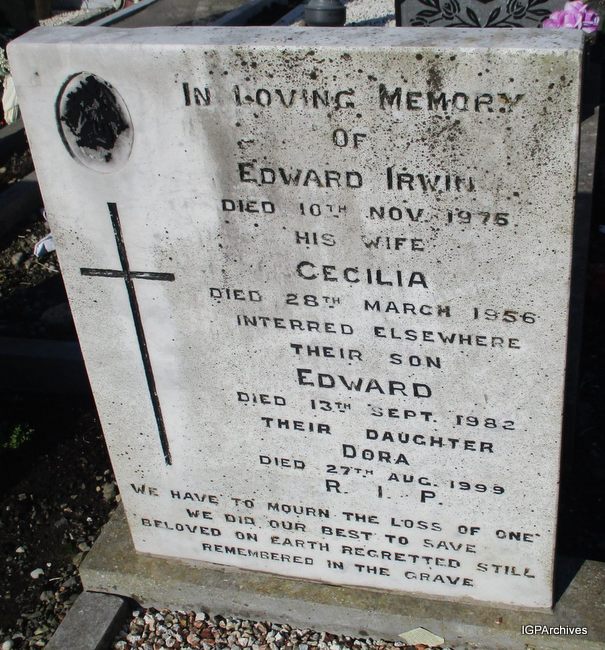 In Loving Memory
OF
Edward Irwin
DIED 10TH NOV. 1975.
HIS WIFE
CECILIA
DIED 28TH MARCH 1956
INTERRED ELSEWHERE
THEIR SON
EDWARD
DIED 13TH SEPT. 1982
THEIR DAUGHTER
DORA
DIED 27TH AUG. 1999
R. I. P.
WE HAVE TO MOURN THE LOSS OF ONE
WE DID OUR BEST TO SAVE
BELOVED ON EARTH REGRETTED STILL
REMEMBERED IN THE GRAVE
IGPArchives